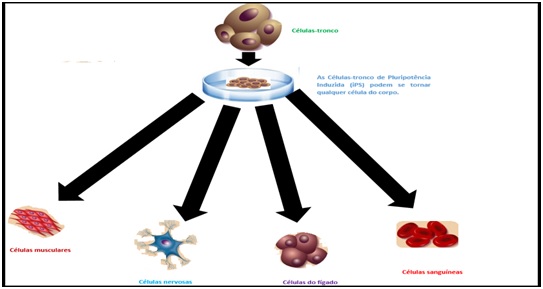 Células-tronco
As Células-tronco de Pluripotência
Induzida (iPS) podem se tornar
qualquer célula do corpo.
Células musculares
Células nervosas
Células do fígado
Células sanguíneas